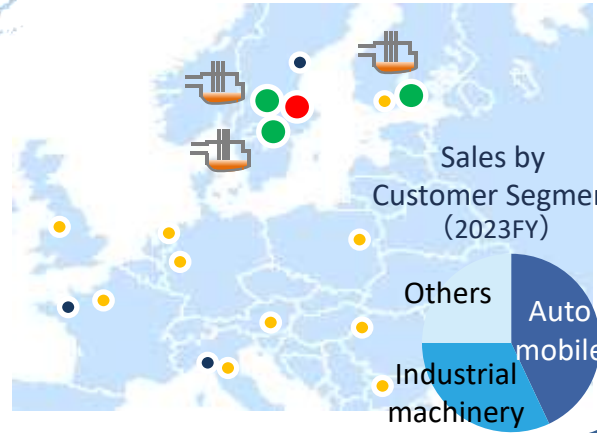 Sales by
Customer Segmen
（2023FY）
Others
Auto
mobile
Industrial
machinery